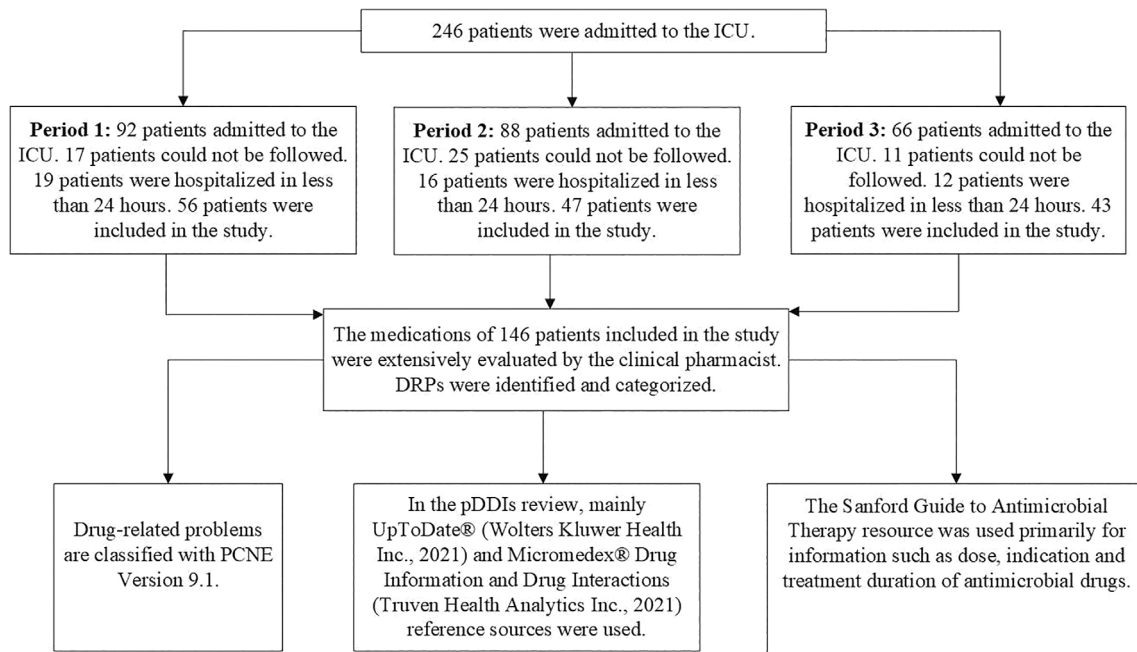 246 patients were admitted to the ICU.
Period 1: 92 patients admitted to the
ICU. 17 patients could not be followed.
19 patients were hospitalized in less
than 24 hours. 56 patients were
included in the study.
Period 2: 88 patients admitted to the
ICU. 25 patients could not be followed.
16 patients were hospitalized in less
than 24 hours. 47 patients were
included in the study.
Period 3: 66 patients admitted to the
ICU. 11 patients could not be
followed. 12 patients were
hospitalized in less than 24 hours. 43
patients were included in the study.
The medications of 146 patients included in the study
were extensively evaluated by the clinical pharmacist.
DRPs were identified and categorized.
Drug-related problems
are classified with PCNE
Version 9.1.
In the pDDIs review, mainly
UpToDate® (Wolters Kluwer Health
Inc., 2021) and Micromedex® Drug
Information and Drug Interactions
(Truven Health Analytics Inc., 2021)
reference sources were used.
The Sanford Guide to Antimicrobial
Therapy resource was used primarily for
information such as dose, indication and
treatment duration of antimicrobial drugs.